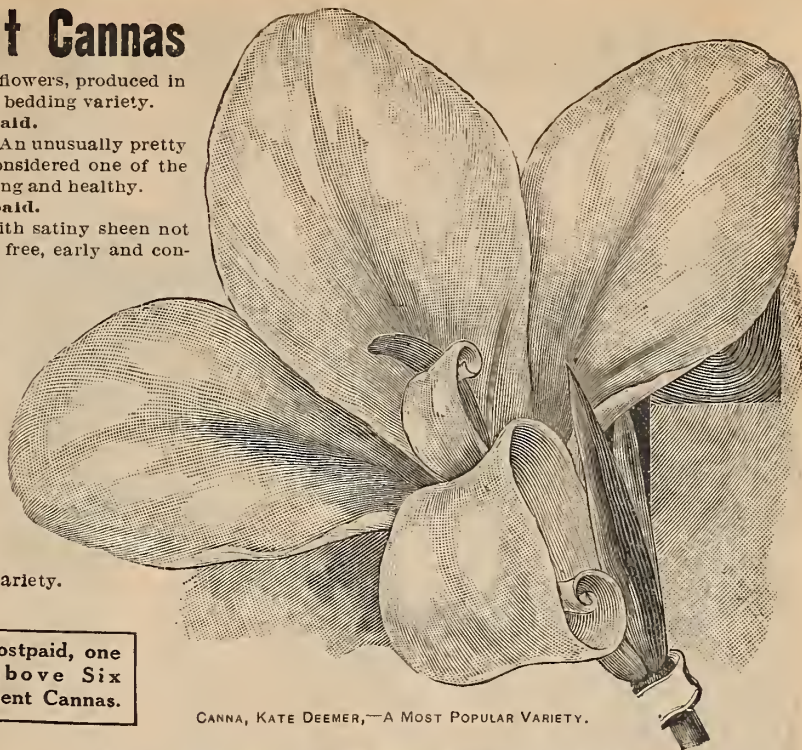 t Cannas
flowers, produced in
bedding variety.
aid.
An unusually pretty
onsidered one of the
ng and healthy.
paid.
ith satiny sheen not
free, early and con-
ariety.
ostpaid, one
bove Six
ent Cannas.
CANNA, KATE DEEMER,—A MOST POPULAR VARIETY.